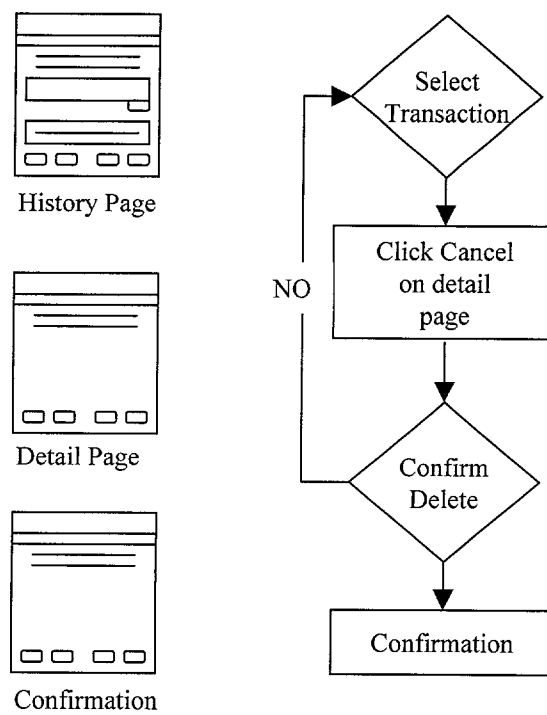 History Page
Detail Page
Confirmation
Select
Transaction
Click Cancel
on detail
page
NO
Confirm
Delete
Confirmation